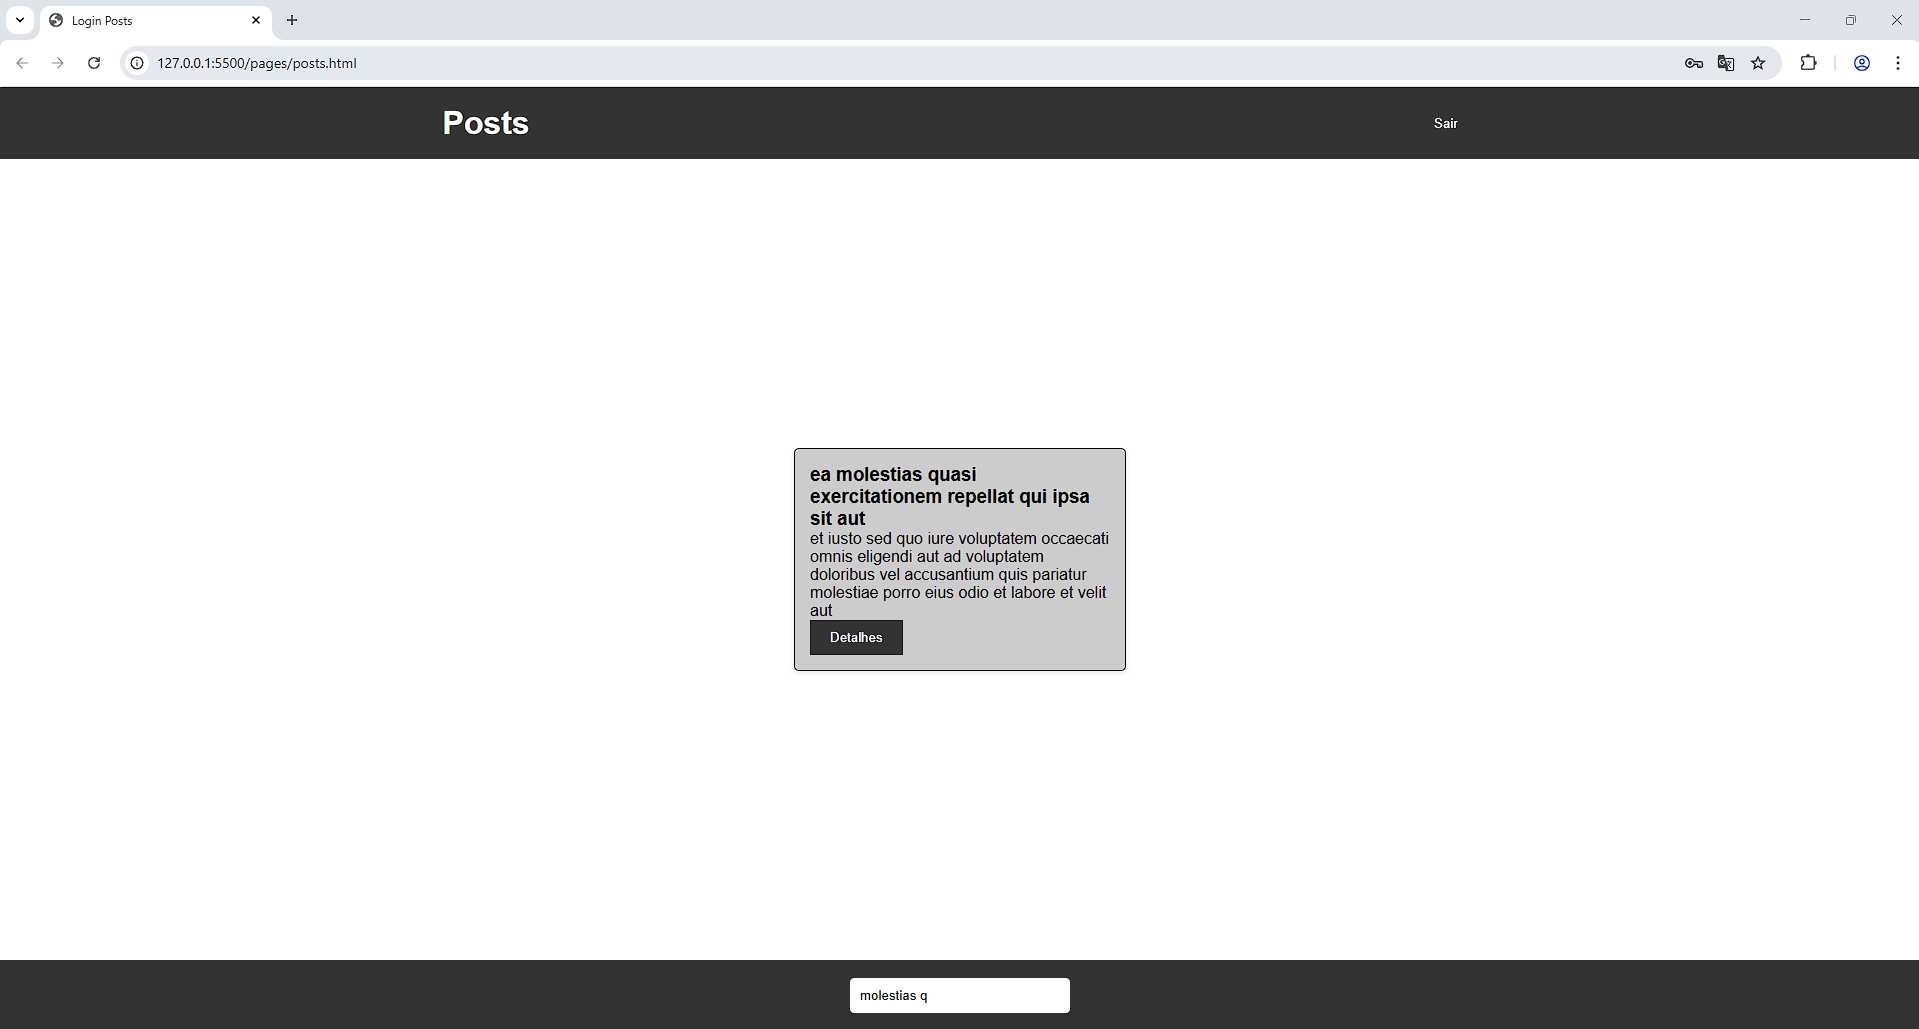 Login Posts
127.0.0.1:5500/pages/posts.html
Posts
Sair
ea molestias quasi
exercitationem repellat qui ipsa
sit aut
et iusto sed quo iure voluptatem occaecati
omnis eligendi aut ad voluptatem
doloribus vel accusantium quis pariatur
molestiae porro eius odio et labore et velit
aut
Detalhes
molestias q